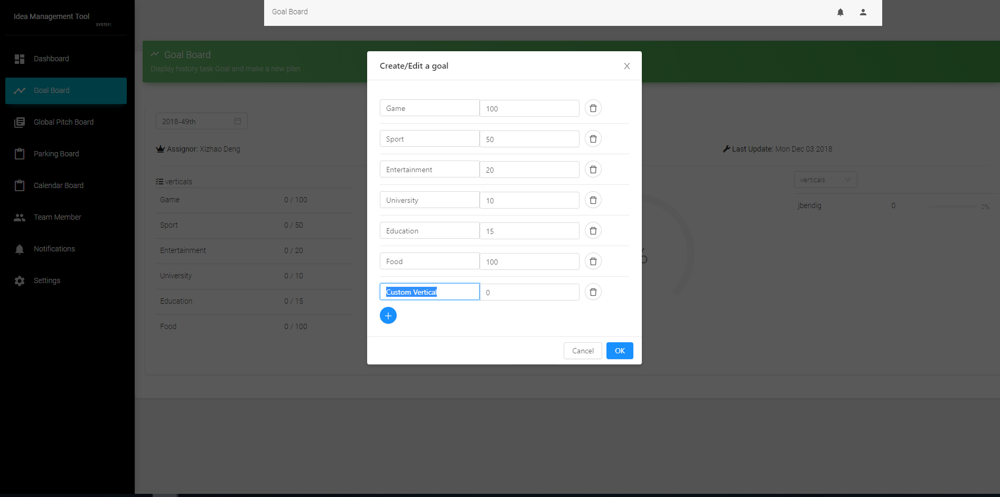 Idea Management Tool
SYSTEM
Dashboard
Goal Board
Global Pitch Board
Parking Board
Calendar Board
Team Member
Notifications
Settings
Goal Board
Goal Board
Display history task Goal and make a new plan
2018-49th
Assignor: Xizhao Deng
Last Update: Mon Dec 03 2018
verticals
Game 0 / 100
Sport 0 / 50
Entertainment 0 / 20
University 0 / 10
Education 0 / 15
Food 0 / 100
%
verticals
jbendig 0 0%
Create/Edit a goal
Game 100
Sport 50
Entertainment 20
University 10
Education 15
Food 100
Custom Vertical 0
Cancel OK